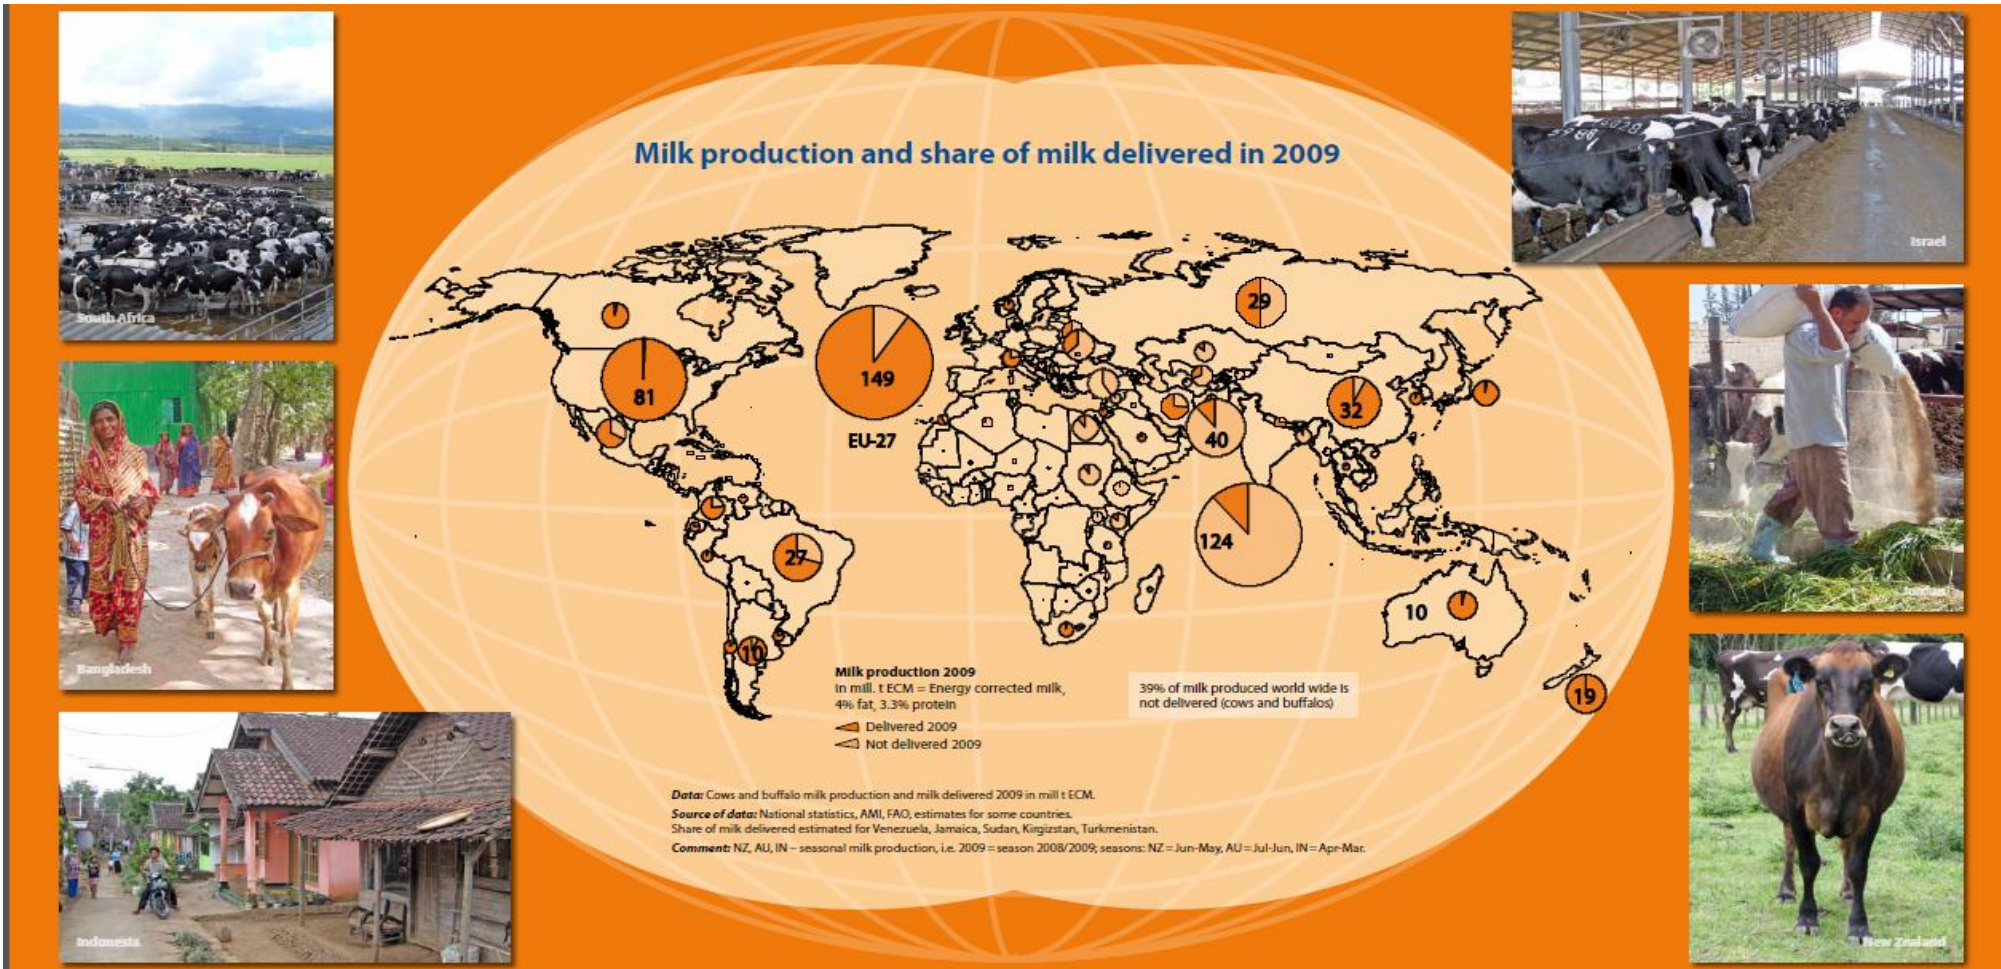 Milk production and share of milk delivered in 2009
South Africa
Israel
29
149
81
32
EU-27
40
124
27
Bangladesh
10
Jordan
10
19
Milk production 2009
in mill. t ECM = Energy corrected milk,
4% fat, 3.3% protein
Delivered 2009
Not delivered 2009
39% of milk produced world wide is
not delivered (cows and buffalos)
Data: Cows and buffalo milk production and milk delivered 2009 in mill t ECM.
Source of data: National statistics, AMI, FAO, estimates for some countries.
Share of milk delivered estimated for Venezuela, Jamaica, Sudan, Kirgizstan, Turkmenistan.
Comment: NZ, AU, IN – seasonal milk production, i.e. 2009 = season 2008/2009; seasons: NZ = Jun-May, AU = Jul-Jun, IN = Apr-Mar.
Indonesia
New Zealand